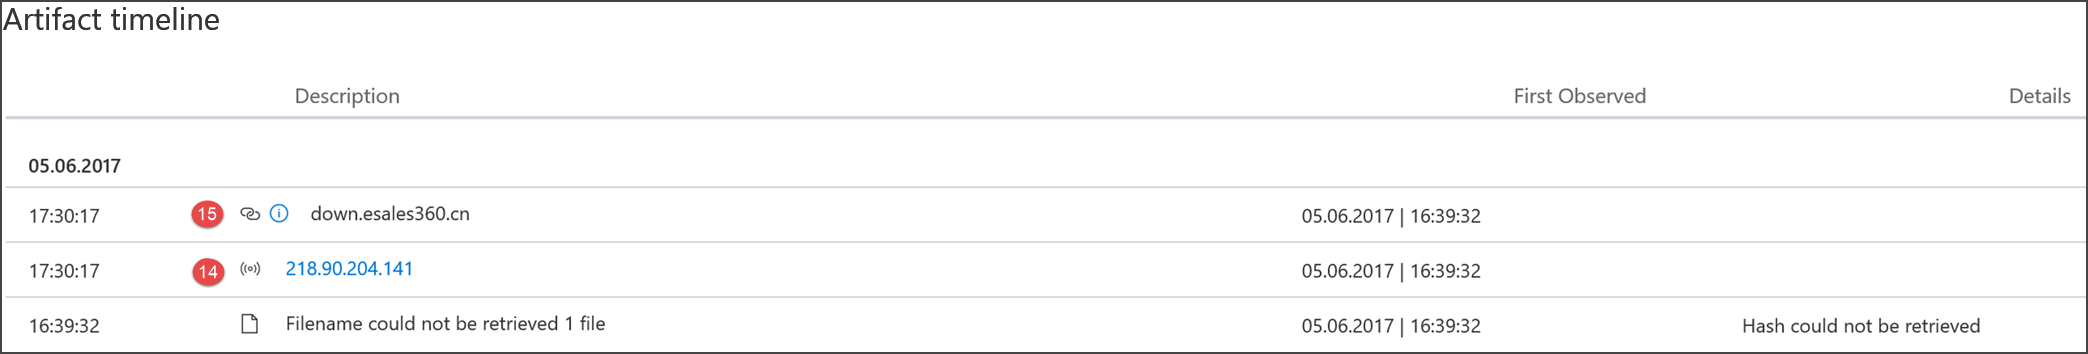 Artifact timeline
Description First Observed Details
05.06.2017
17:30:17 15 down.esales360.cn 05.06.2017 | 16:39:32
17:30:17 14 218.90.204.141 05.06.2017 | 16:39:32
16:39:32 Filename could not be retrieved 1 file 05.06.2017 | 16:39:32 Hash could not be retrieved